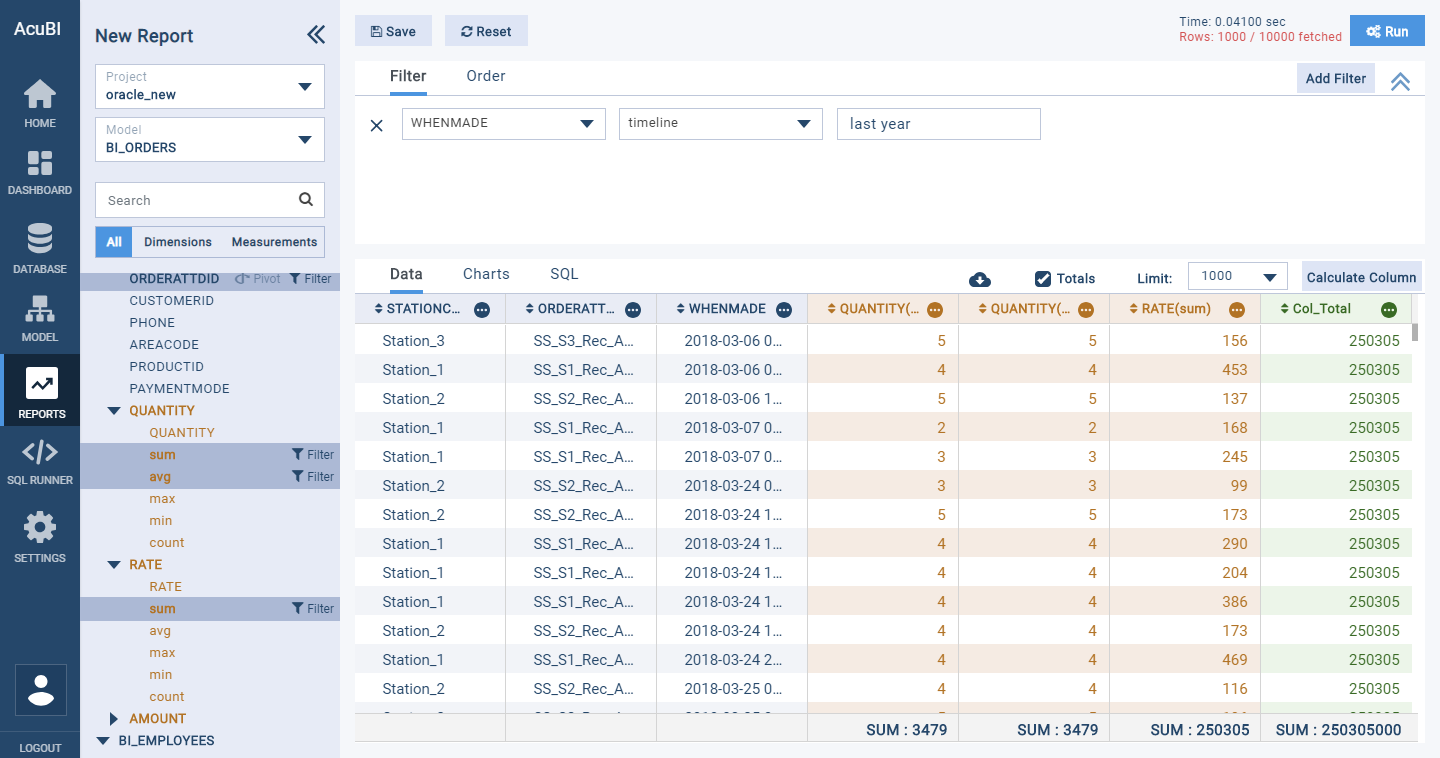 AcuBI
HOME
DASHBOARD
DATABASE
MODEL
REPORTS
SQL RUNNER
SETTINGS
LOGOUT
New Report
Project
oracle_new
Model
BI_ORDERS
Search
All Dimensions Measurements
ORDERATTDID Pivot Filter
CUSTOMERID
PHONE
AREACODE
PRODUCTID
PAYMENTMODE
QUANTITY
QUANTITY
sum Filter
avg Filter
max
min
count
RATE
RATE
sum Filter
avg
max
min
count
AMOUNT
BI_EMPLOYEES
Save Reset
Time: 0.04100 sec
Rows: 1000 / 10000 fetched
Run
Filter Order Add Filter
WHENMADE timeline last year
Data Charts SQL Totals Limit: 1000 Calculate Column
STATIONC... ORDERATT... WHENMADE QUANTITY(... QUANTITY(... RATE(sum) Col_Total
Station_3 SS_S3_Rec_A... 2018-03-06 0... 5 5 156 250305
Station_1 SS_S1_Rec_A... 2018-03-06 0... 4 4 453 250305
Station_2 SS_S2_Rec_A... 2018-03-06 1... 5 5 137 250305
Station_1 SS_S1_Rec_A... 2018-03-07 0... 2 2 168 250305
Station_1 SS_S1_Rec_A... 2018-03-07 0... 3 3 245 250305
Station_2 SS_S2_Rec_A... 2018-03-24 0... 3 3 99 250305
Station_2 SS_S2_Rec_A... 2018-03-24 1... 5 5 173 250305
Station_1 SS_S1_Rec_A... 2018-03-24 1... 4 4 290 250305
Station_1 SS_S1_Rec_A... 2018-03-24 1... 4 4 204 250305
Station_1 SS_S1_Rec_A... 2018-03-24 1... 4 4 386 250305
Station_2 SS_S2_Rec_A... 2018-03-24 1... 4 4 173 250305
Station_1 SS_S1_Rec_A... 2018-03-24 2... 4 4 469 250305
Station_2 SS_S2_Rec_A... 2018-03-25 0... 4 4 116 250305
SUM : 3479 SUM : 3479 SUM : 250305 SUM : 250305000